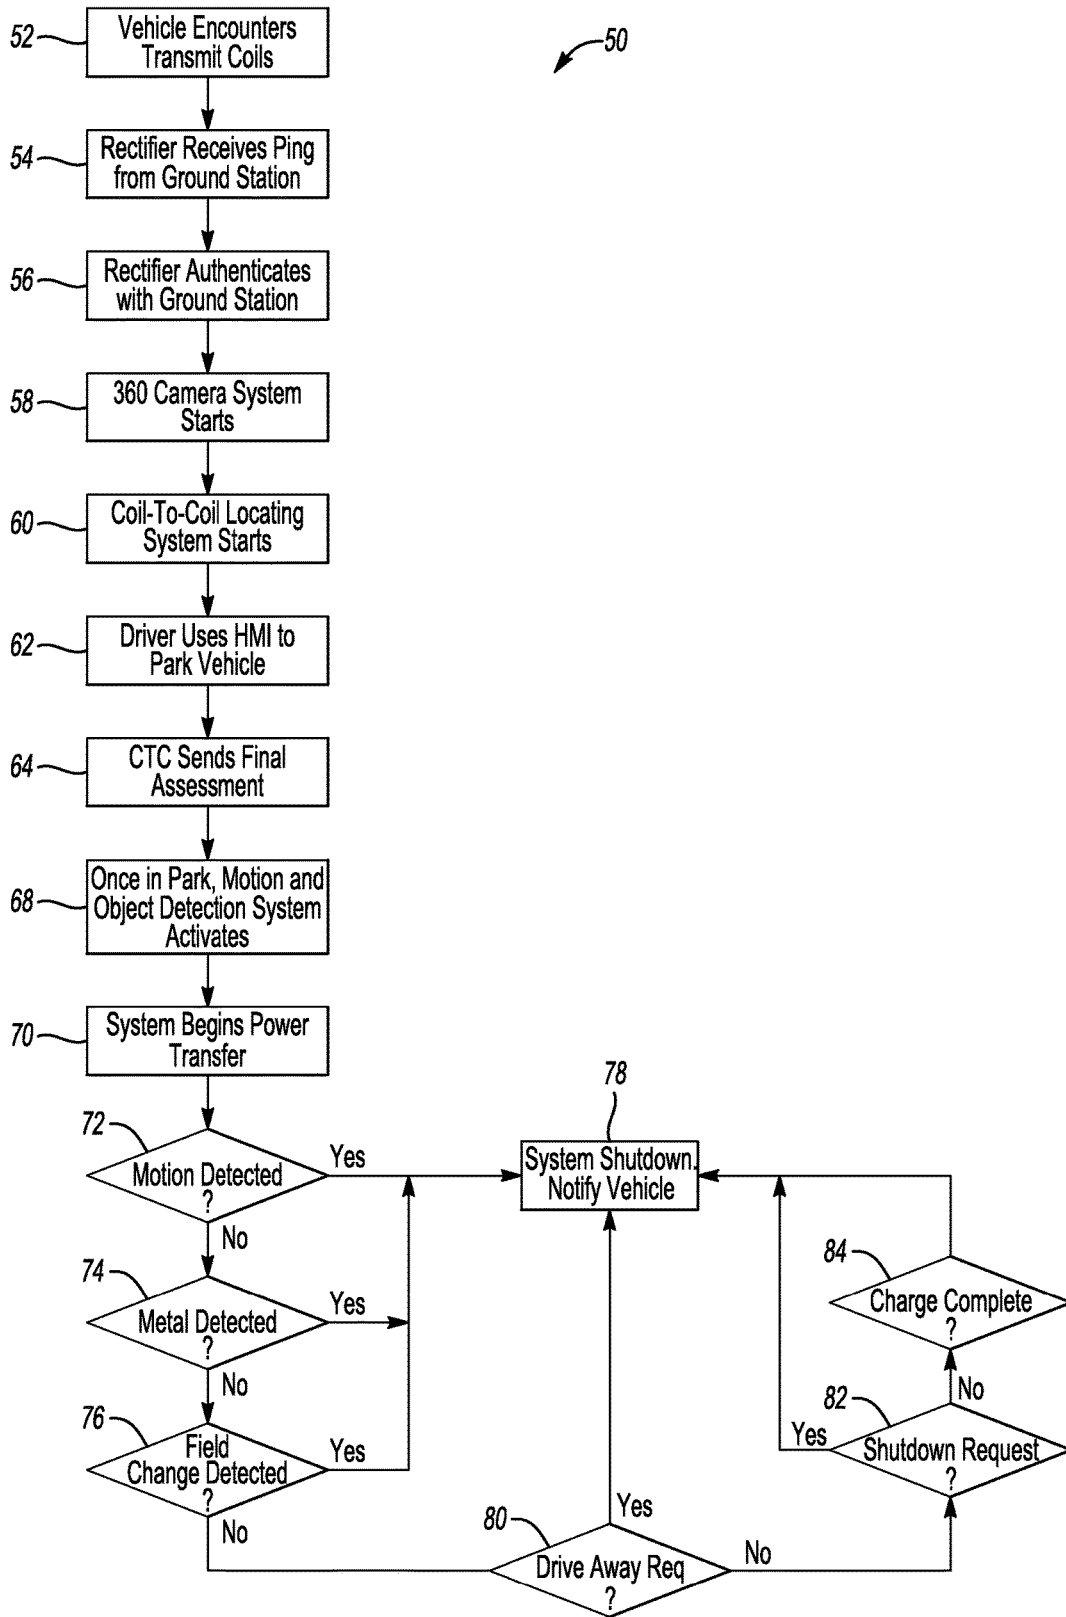 50
52
Vehicle Encounters
Transmit Coils
54
Rectifier Receives Ping
from Ground Station
56
Rectifier Authenticates
with Ground Station
58
360 Camera System
Starts
60
Coil-To-Coil Locating
System Starts
62
Driver Uses HMI to
Park Vehicle
64
CTC Sends Final
Assessment
68
Once in Park, Motion and
Object Detection System
Activates
70
System Begins Power
Transfer
72
Motion Detected
?
Yes
No
74
Metal Detected
?
Yes
No
76
Field
Change Detected
?
Yes
No
78
System Shutdown.
Notify Vehicle
80
Drive Away Req
?
Yes
No
82
Shutdown Request
?
Yes
No
84
Charge Complete
?